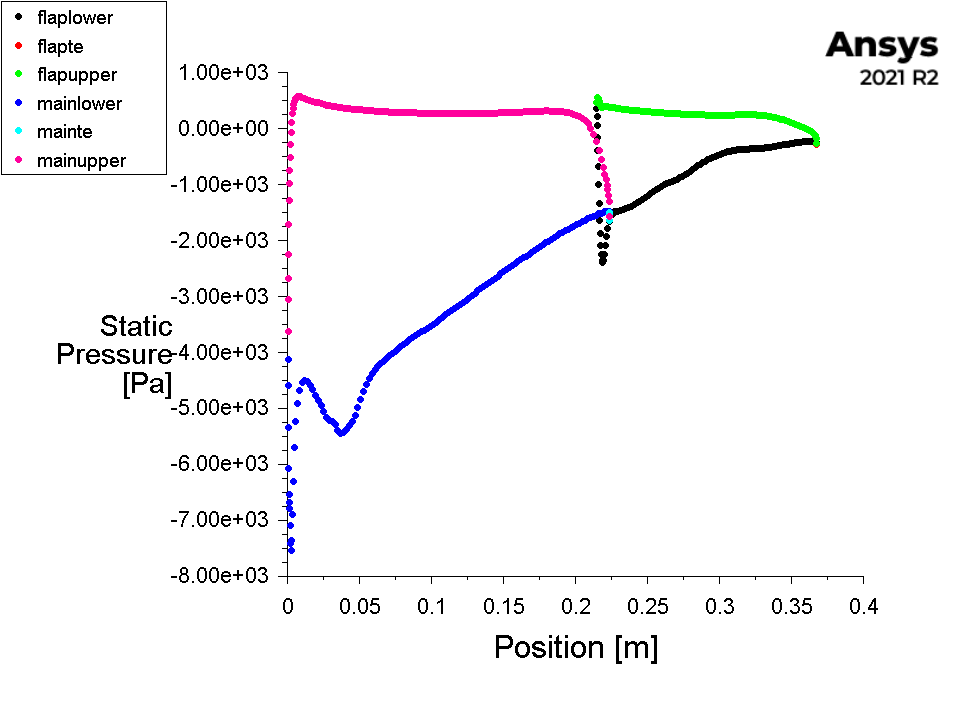 flaplower
flapte
flapupper
mainlower
mainte
mainupper
Ansys
2021 R2
1.00e+03
0.00e+00
-1.00e+03
-2.00e+03
-3.00e+03
-4.00e+03
-5.00e+03
-6.00e+03
-7.00e+03
-8.00e+03
Static
Pressure
[Pa]
0 0.05 0.1 0.15 0.2 0.25 0.3 0.35 0.4
Position [m]